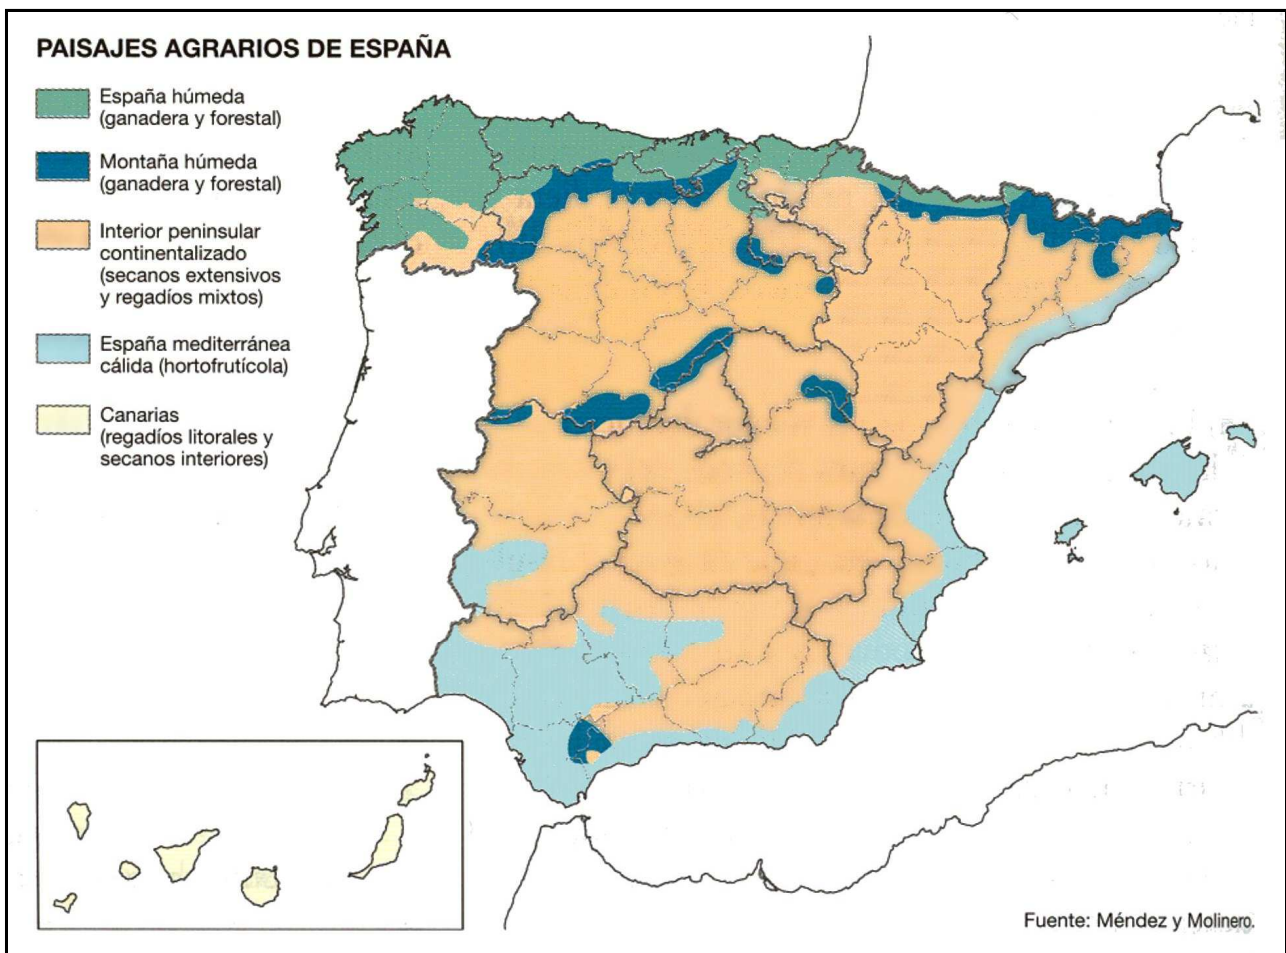 PAISAJES AGRARIOS DE ESPAÑA
España húmeda
(ganadera y forestal)
Montaña húmeda
(ganadera y forestal)
Interior peninsular
continentalizado
(secanos extensivos
y regadíos mixtos)
España mediterránea
cálida (hortofrutícola)
Canarias
(regadíos litorales y
secanos interiores)
Fuente: Méndez y Molinero.